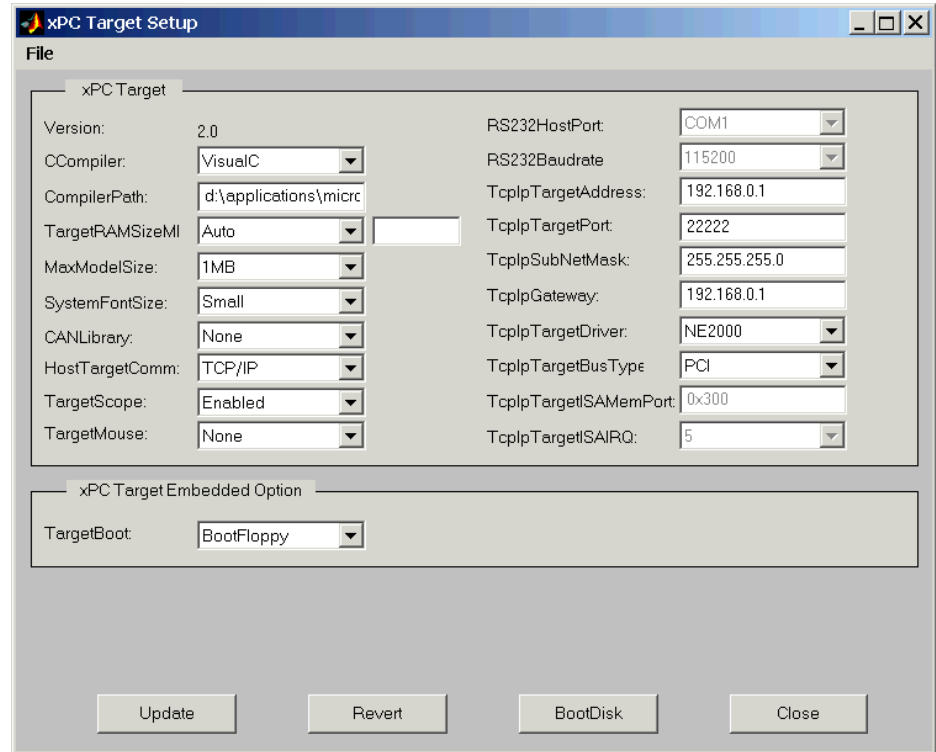 xPC Target Setup
File
xPC Target
Version: 2.0
CCompiler: VisualC
CompilerPath: d:\applications\micro
TargetRAMSizeMI Auto
MaxModelSize: 1MB
SystemFontSize: Small
CANLibrary: None
HostTargetComm: TCP/IP
TargetScope: Enabled
TargetMouse: None
RS232HostPort: COM1
RS232Baudrate 115200
TcpIpTargetAddress: 192.168.0.1
TcpIpTargetPort: 22222
TcpIpSubNetMask: 255.255.255.0
TcpIpGateway: 192.168.0.1
TcpIpTargetDriver: NE2000
TcpIpTargetBusType PCI
TcpIpTargetISAMemPort: 0x300
TcpIpTargetISAIRQ: 5
xPC Target Embedded Option
TargetBoot: BootFloppy
Update Revert BootDisk Close